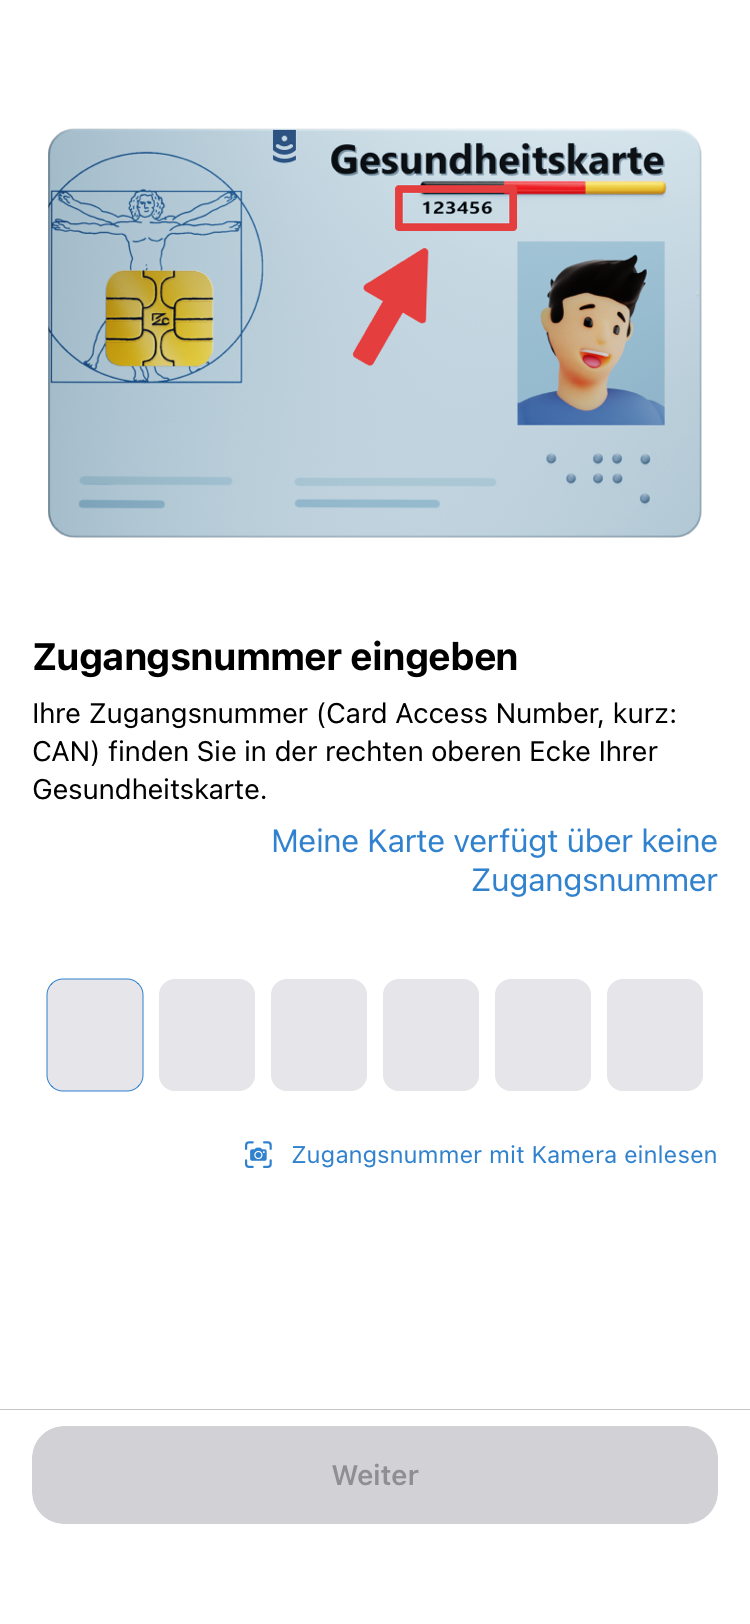 Gesundheitskarte
123456
Zugangsnummer eingeben
Ihre Zugangsnummer (Card Access Number, kurz:
CAN) finden Sie in der rechten oberen Ecke Ihrer
Gesundheitskarte.
Meine Karte verfügt über keine
Zugangsnummer
Zugangsnummer mit Kamera einlesen
Weiter